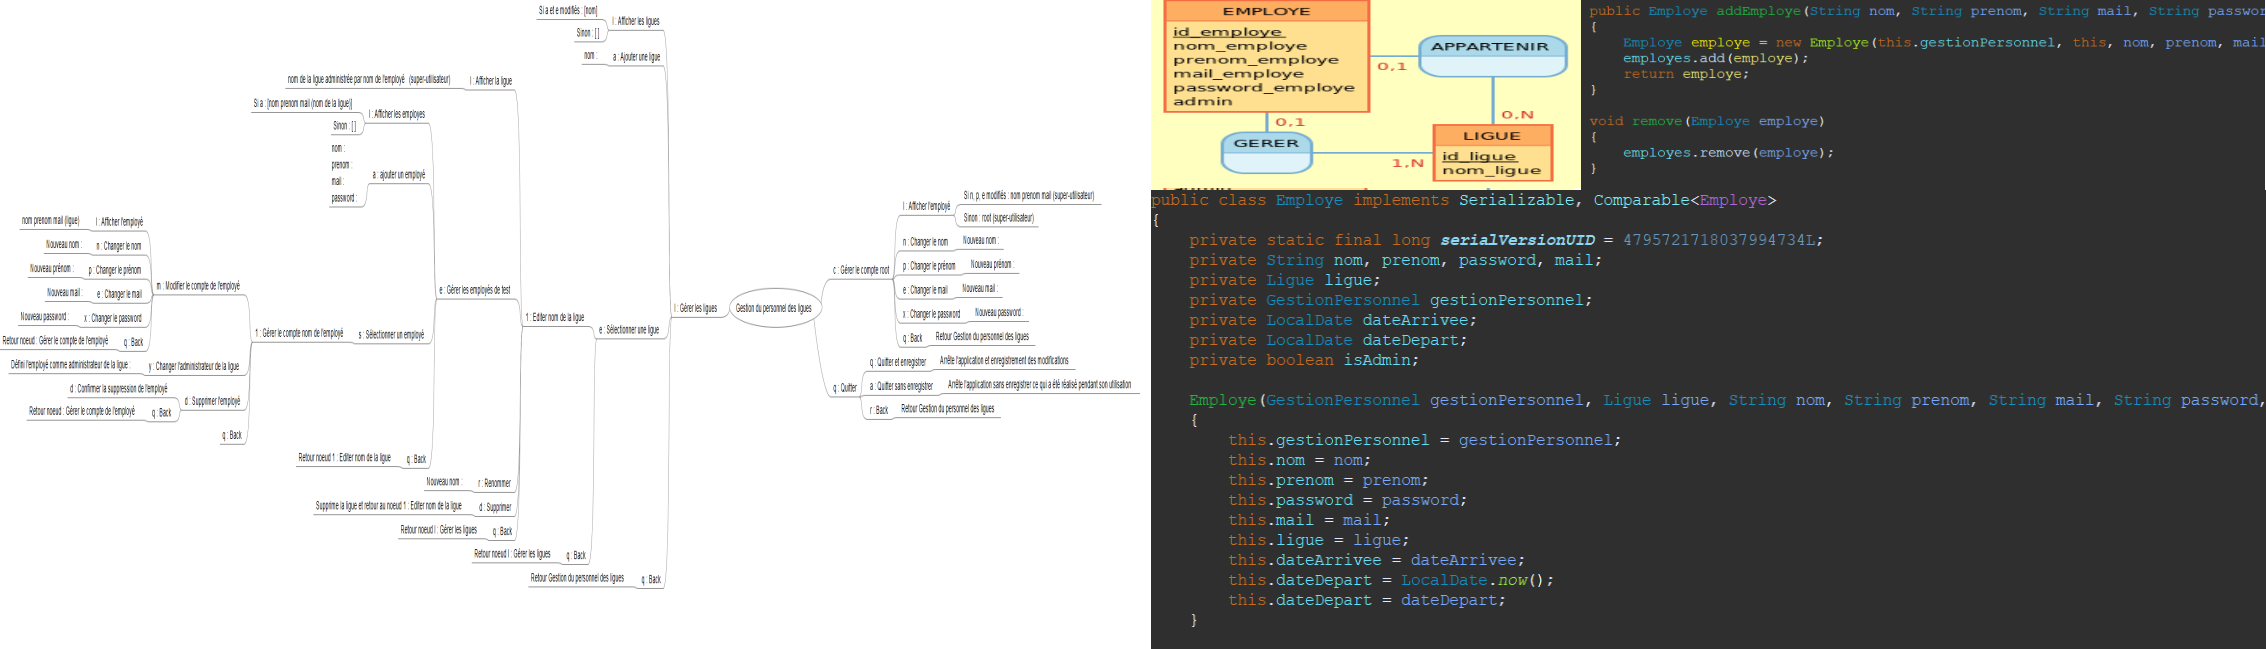 Si a et e modifiés : [nom]
l : Afficher les ligues
Sinon : [ ]
nom :
a : Ajouter une ligue
nom de la ligue administrée par nom de l'employé (super-utilisateur)
l : Afficher la ligue
Si a : [nom prenom mail (nom de la ligue)]
l : Afficher les employes
Sinon : [ ]
nom :
prenom :
mail :
password :
a : ajouter un employé
nom prenom mail (ligue)
l : Afficher l'employé
Nouveau nom :
n : Changer le nom
Nouveau prénom :
p : Changer le prénom
Nouveau mail :
e : Changer le mail
Nouveau password :
x : Changer le password
Retour noeud : Gérer le compte de l'employé
q : Back
m : Modifier le compte de l'employé
Défini l'employé comme administrateur de la ligue :
y : Changer l'administrateur de la ligue
d : Confirmer la suppression de l'employé
Retour noeud : Gérer le compte de l'employé
q : Back
d : Supprimer l'employé
q : Back
1 : Gérer le compte nom de l'employé
s : Sélectionner un employé
Retour noeud 1 : Editer nom de la ligue
q : Back
e : Gérer les employés de test
Nouveau nom :
r : Renommer
Supprime la ligue et retour au noeud 1 : Editer nom de la ligue
d : Supprimer
Retour noeud l : Gérer les ligues
q : Back
1 : Editer nom de la ligue
Retour noeud l : Gérer les ligues
q : Back
e : Sélectionner une ligue
Retour Gestion du personnel des ligues
q : Back
l : Gérer les ligues
Gestion du personnel des ligues
c : Gérer le compte root
l : Afficher l'employé
Si n, p, e modifiés : nom prenom mail (super-utilisateur)
Sinon : root (super-utilisateur)
n : Changer le nom
Nouveau nom :
p : Changer le prénom
Nouveau prénom :
e : Changer le mail
Nouveau mail :
x : Changer le password
Nouveau password :
q : Back
Retour Gestion du personnel des ligues
q : Quitter
q : Quitter et enregistrer
Arrête l'application et enregistrement des modifications
a : Quitter sans enregistrer
Arrête l'application sans enregistrer ce qui a été réalisé pendant son utilisation
r : Back
Retour Gestion du personnel des ligues
EMPLOYE
id_employe
nom_employe
prenom_employe
mail_employe
password_employe
admin
APPARTENIR
0,1
0,N
0,1
GERER
1,N
LIGUE
id_ligue
nom_ligue
public Employe addEmploye(String nom, String prenom, String mail, String passwor
{
Employe employe = new Employe(this.gestionPersonnel, this, nom, prenom, mail
employes.add(employe);
return employe;
}
void remove(Employe employe)
{
employes.remove(employe);
}
public class Employe implements Serializable, Comparable<Employe>
{
private static final long serialVersionUID = 4795721718037994734L;
private String nom, prenom, password, mail;
private Ligue ligue;
private GestionPersonnel gestionPersonnel;
private LocalDate dateArrivee;
private LocalDate dateDepart;
private boolean isAdmin;
Employe(GestionPersonnel gestionPersonnel, Ligue ligue, String nom, String prenom, String mail, String password,
{
this.gestionPersonnel = gestionPersonnel;
this.nom = nom;
this.prenom = prenom;
this.password = password;
this.mail = mail;
this.ligue = ligue;
this.dateArrivee = dateArrivee;
this.dateDepart = LocalDate.now();
this.dateDepart = dateDepart;
}